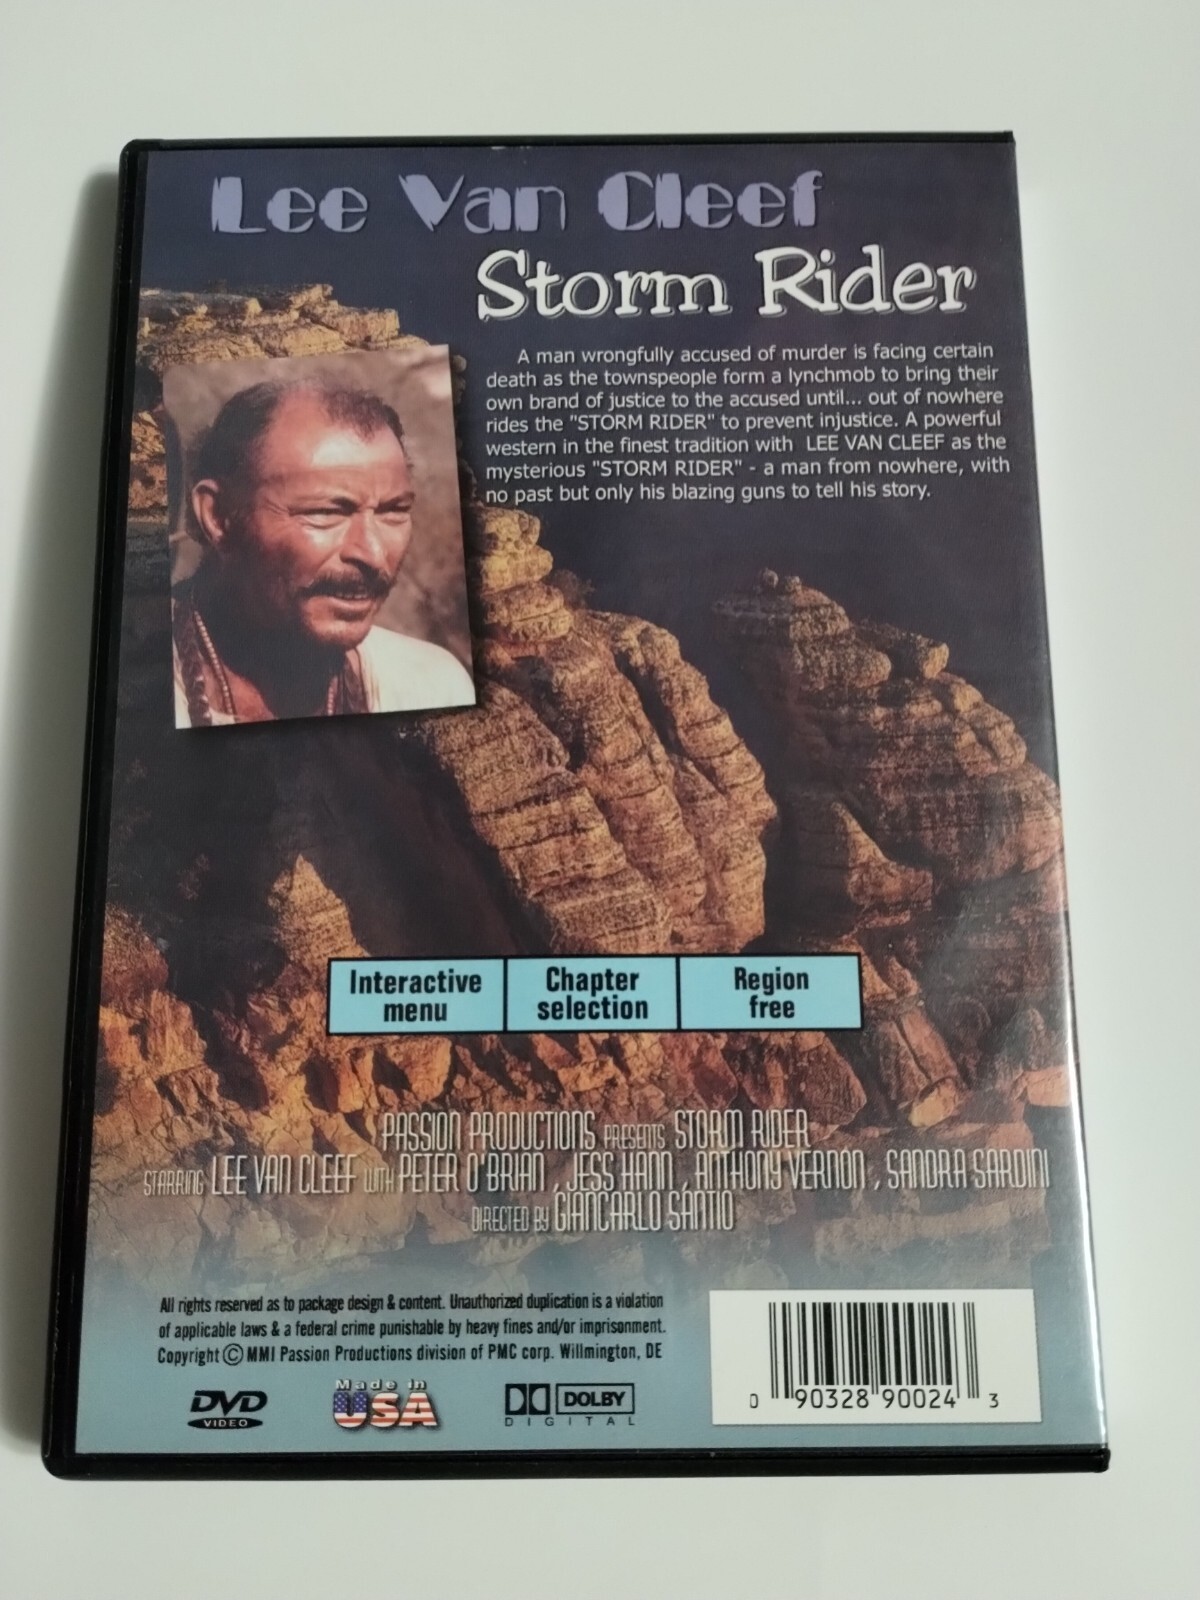 Lee Van Cleef
Storm Rider
A man wrongfully accused of murder is facing certain
death as the townspeople form a lynchmob to bring their
own brand of justice to the accused until... out of nowhere
rides the "STORM RIDER" to prevent injustice. A powerful
western in the finest tradition with LEE VAN CLEEF as the
mysterious "STORM RIDER" - a man from nowhere, with
no past but only his blazing guns to tell his story.
Interactive menu
Chapter selection
Region free
PASSION PRODUCTIONS PRESENTS STORM RIDER
STARRING LEE VAN CLEEF WITH PETER O'BRIAN , JESS HANN , ANTHONY VERNON , SANDRA SARDINI
DIRECTED BY GIANCARLO SANTIO
All rights reserved as to package design & content. Unauthorized duplication is a violation
of applicable laws & a federal crime punishable by heavy fines and/or imprisonment.
Copyright © MMI Passion Productions division of PMC corp. Willmington, DE
DVD
VIDEO
Made in
USA
DOLBY
DIGITAL
0 90328 90024 3